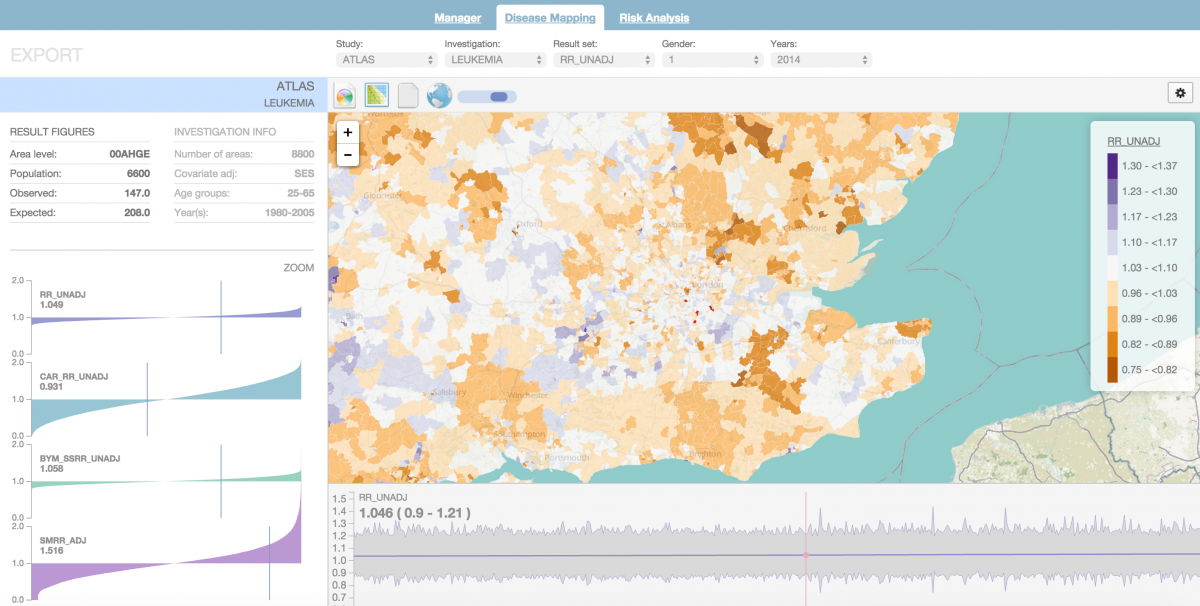 Manager Disease Mapping Risk Analysis
EXPORT
Study: Investigation: Result set: Gender: Years:
ATLAS LEUKEMIA RR_UNADJ 1 2014
ATLAS
LEUKEMIA
RESULT FIGURES INVESTIGATION INFO
Area level: 00AHGE Number of areas: 8800
Population: 6600 Covariate adj: SES
Observed: 147.0 Age groups: 25-65
Expected: 208.0 Year(s): 1980-2005
ZOOM
2.0
RR_UNADJ
1.049
1.0
0.0
2.0
CAR_RR_UNADJ
0.931
1.0
0.0
2.0
BYM_SSRR_UNADJ
1.058
1.0
0.0
2.0
SMRR_ADJ
1.516
1.0
0.0
+
−
Oxford
St Albans
Chelmsford
London
Bath
Canterbury
Salisbury
Winchester
Southampton
Portsmouth
Brighton
RR_UNADJ
1.30 - <1.37
1.23 - <1.30
1.17 - <1.23
1.10 - <1.17
1.03 - <1.10
0.96 - <1.03
0.89 - <0.96
0.82 - <0.89
0.75 - <0.82
RR_UNADJ
1.046 ( 0.9 - 1.21 )
1.5
1.4
1.3
1.2
1.1
1.0
0.9
0.8
0.7